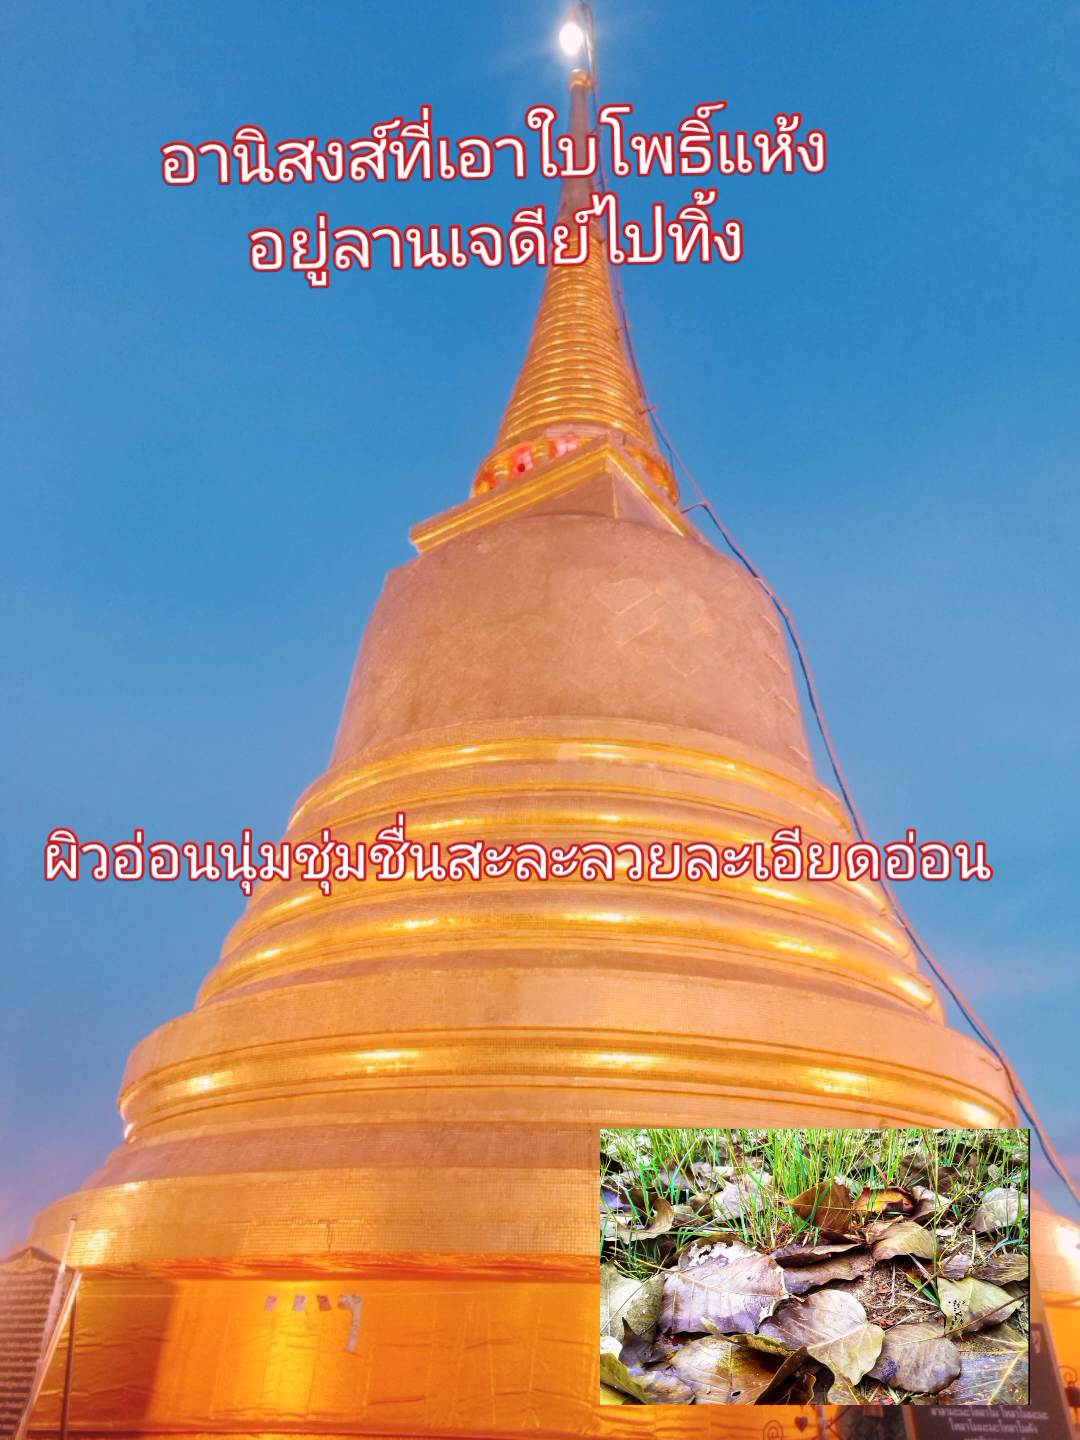 อานิสงส์ที่เอาใบโพธิ์แห้ง
อยู่ลานเจดีย์ไปทิ้ง
ผิวอ่อนนุ่มชุ่มชื่นสะละลวยละเอียดอ่อน